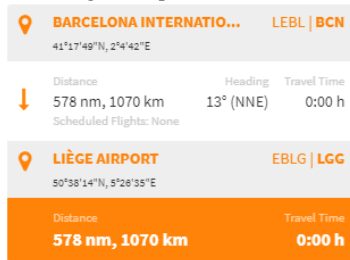 BARCELONA INTERNATIO... LEBL | BCN
41°17'49"N, 2°4'42"E
Distance Heading Travel Time
578 nm, 1070 km 13° (NNE) 0:00 h
Scheduled Flights: None
LIÈGE AIRPORT EBLG | LGG
50°38'14"N, 5°26'35"E
Distance Travel Time
578 nm, 1070 km 0:00 h